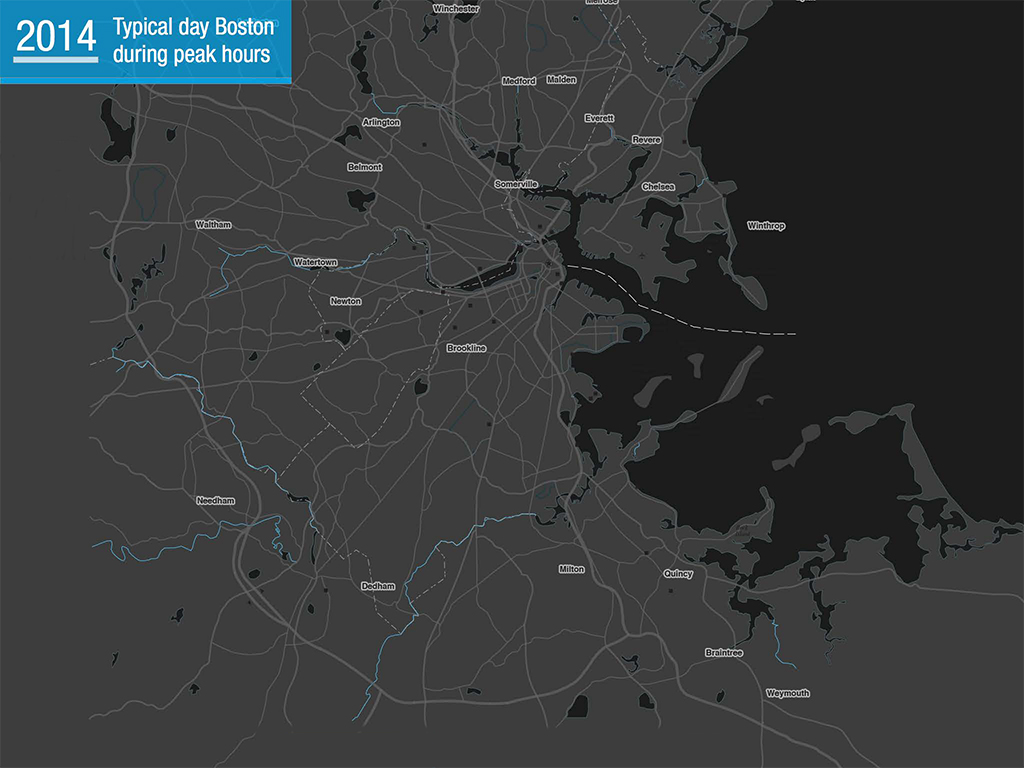 2014
Typical day Boston
during peak hours
Winchester
Melrose
Medford
Malden
Arlington
Everett
Revere
Belmont
Somerville
Chelsea
Waltham
Winthrop
Watertown
Newton
Brookline
Needham
Milton
Quincy
Dedham
Braintree
Weymouth